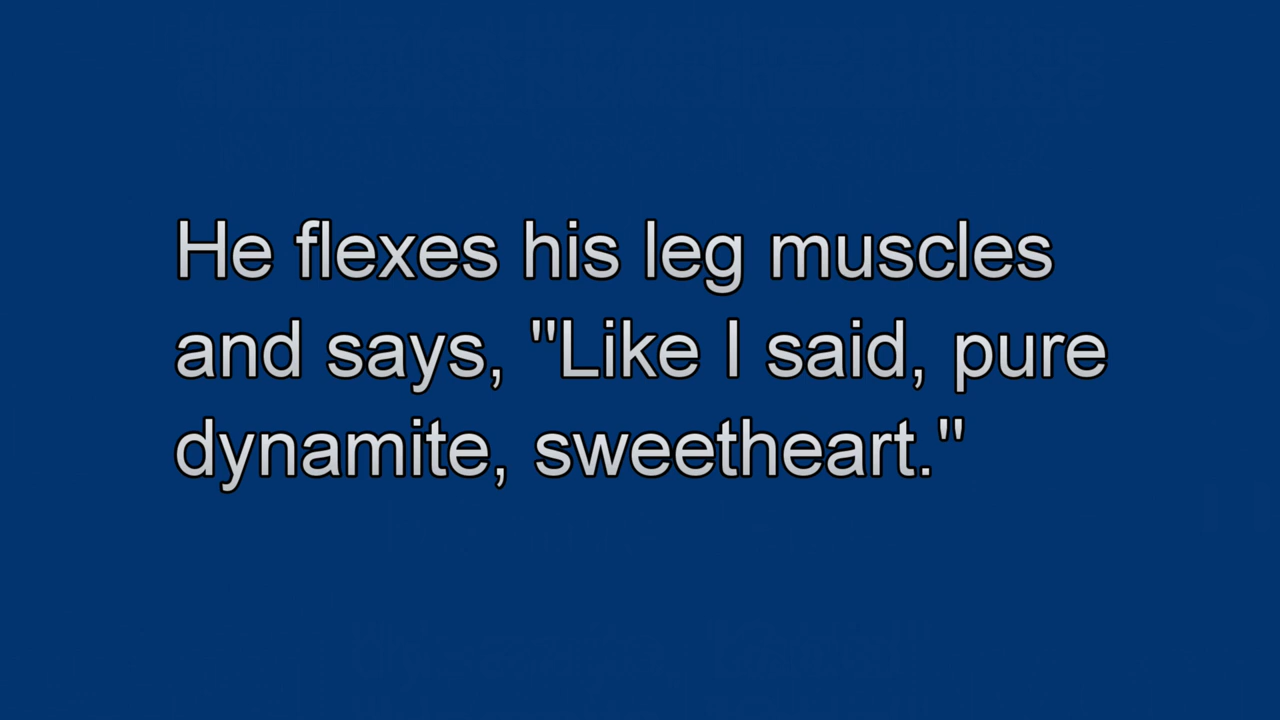 He flexes his leg muscles
and says, "Like I said, pure
dynamite, sweetheart."